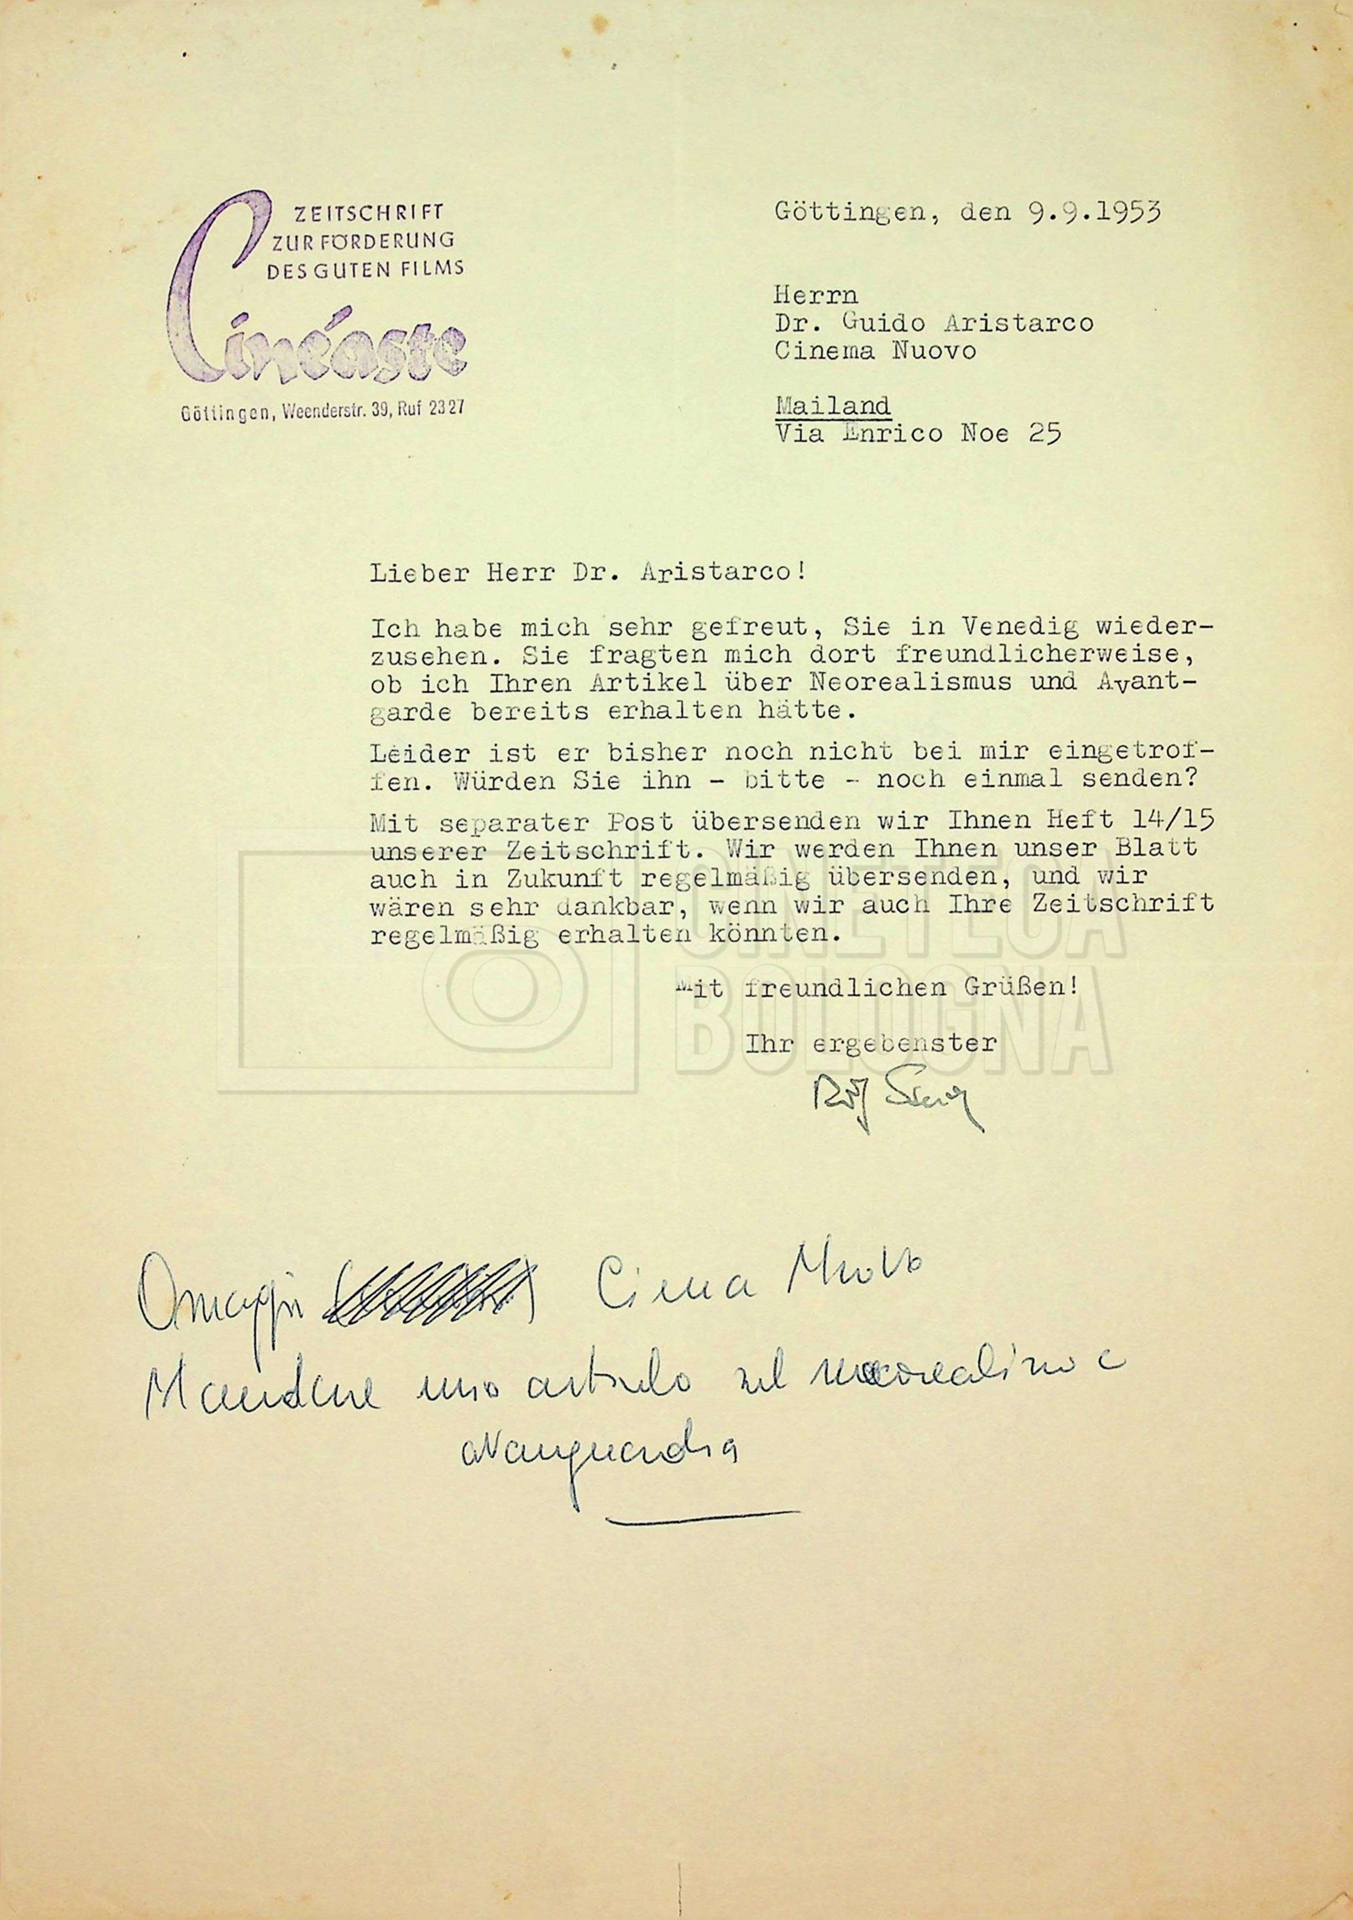 ZEITSCHRIFT
ZUR FÖRDERUNG
DES GUTEN FILMS
Cinéaste
Göttingen, Weenderstr. 39, Ruf 2327
Göttingen, den 9.9.1953
Herrn
Dr. Guido Aristarco
Cinema Nuovo
Mailand
Via Enrico Noe 25
Lieber Herr Dr. Aristarco!
Ich habe mich sehr gefreut, Sie in Venedig wieder-
zusehen. Sie fragten mich dort freundlicherweise,
ob ich Ihren Artikel über Neorealismus und Avant-
garde bereits erhalten hätte.
Leider ist er bisher noch nicht bei mir eingetrof-
fen. Würden Sie ihn - bitte - noch einmal senden?
Mit separater Post übersenden wir Ihnen Heft 14/15
unserer Zeitschrift. Wir werden Ihnen unser Blatt
auch in Zukunft regelmäßig übersenden, und wir
wären sehr dankbar, wenn wir auch Ihre Zeitschrift
regelmäßig erhalten könnten.
Mit freundlichen Grüßen!
Ihr ergebenster
CINETECA
BOLOGNA
Omaggio Cinema Nuovo
Mandare mio articolo sul neorealismo e
avanguardia